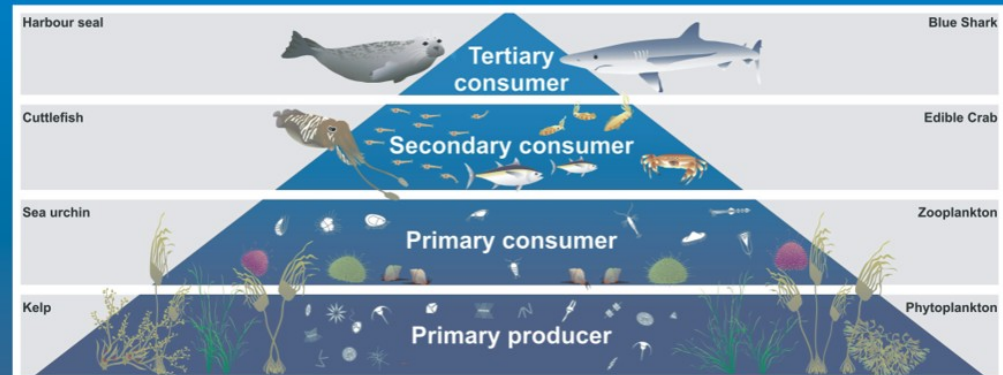 Harbour seal
Blue Shark
Tertiary
consumer
Cuttlefish
Edible Crab
Secondary consumer
Sea urchin
Zooplankton
Primary consumer
Kelp
Phytoplankton
Primary producer